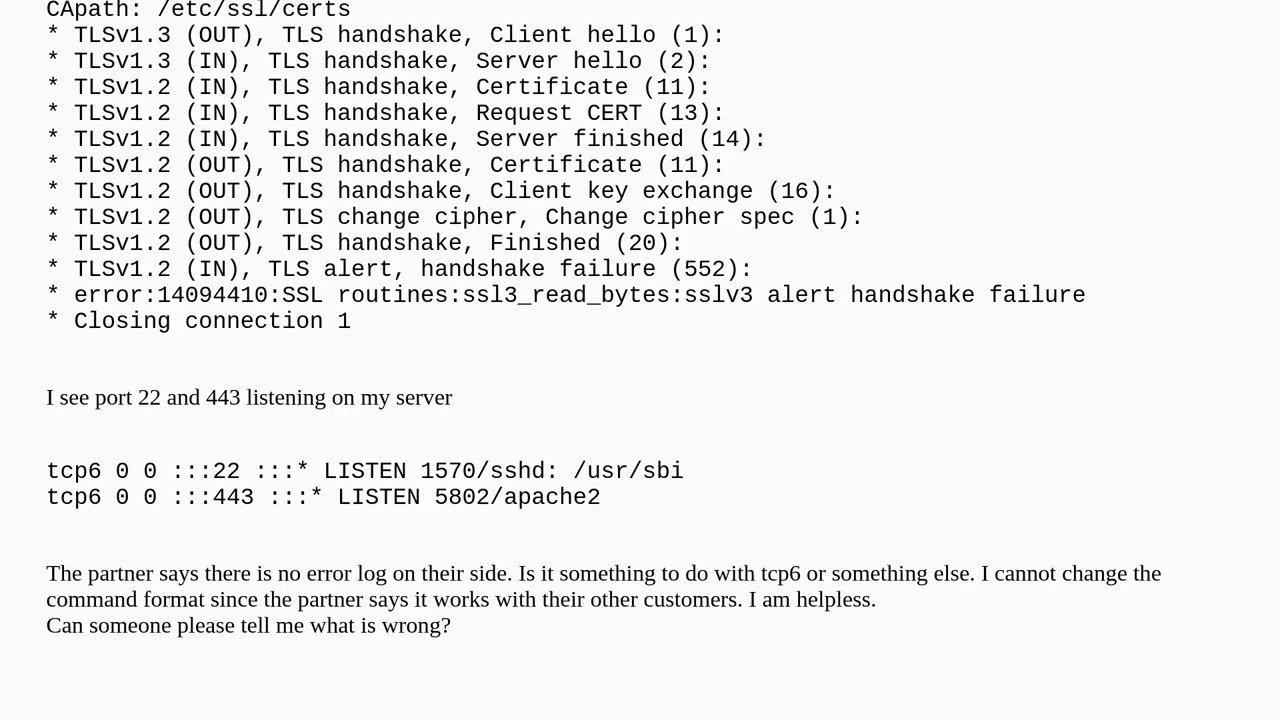 CApath: /etc/ssl/certs
* TLSv1.3 (OUT), TLS handshake, Client hello (1):
* TLSv1.3 (IN), TLS handshake, Server hello (2):
* TLSv1.2 (IN), TLS handshake, Certificate (11):
* TLSv1.2 (IN), TLS handshake, Request CERT (13):
* TLSv1.2 (IN), TLS handshake, Server finished (14):
* TLSv1.2 (OUT), TLS handshake, Certificate (11):
* TLSv1.2 (OUT), TLS handshake, Client key exchange (16):
* TLSv1.2 (OUT), TLS change cipher, Change cipher spec (1):
* TLSv1.2 (OUT), TLS handshake, Finished (20):
* TLSv1.2 (IN), TLS alert, handshake failure (552):
* error:14094410:SSL routines:ssl3_read_bytes:sslv3 alert handshake failure
* Closing connection 1
I see port 22 and 443 listening on my server
tcp6 0 0 :::22 :::* LISTEN 1570/sshd: /usr/sbi
tcp6 0 0 :::443 :::* LISTEN 5802/apache2
The partner says there is no error log on their side. Is it something to do with tcp6 or something else. I cannot change the
command format since the partner says it works with their other customers. I am helpless.
Can someone please tell me what is wrong?